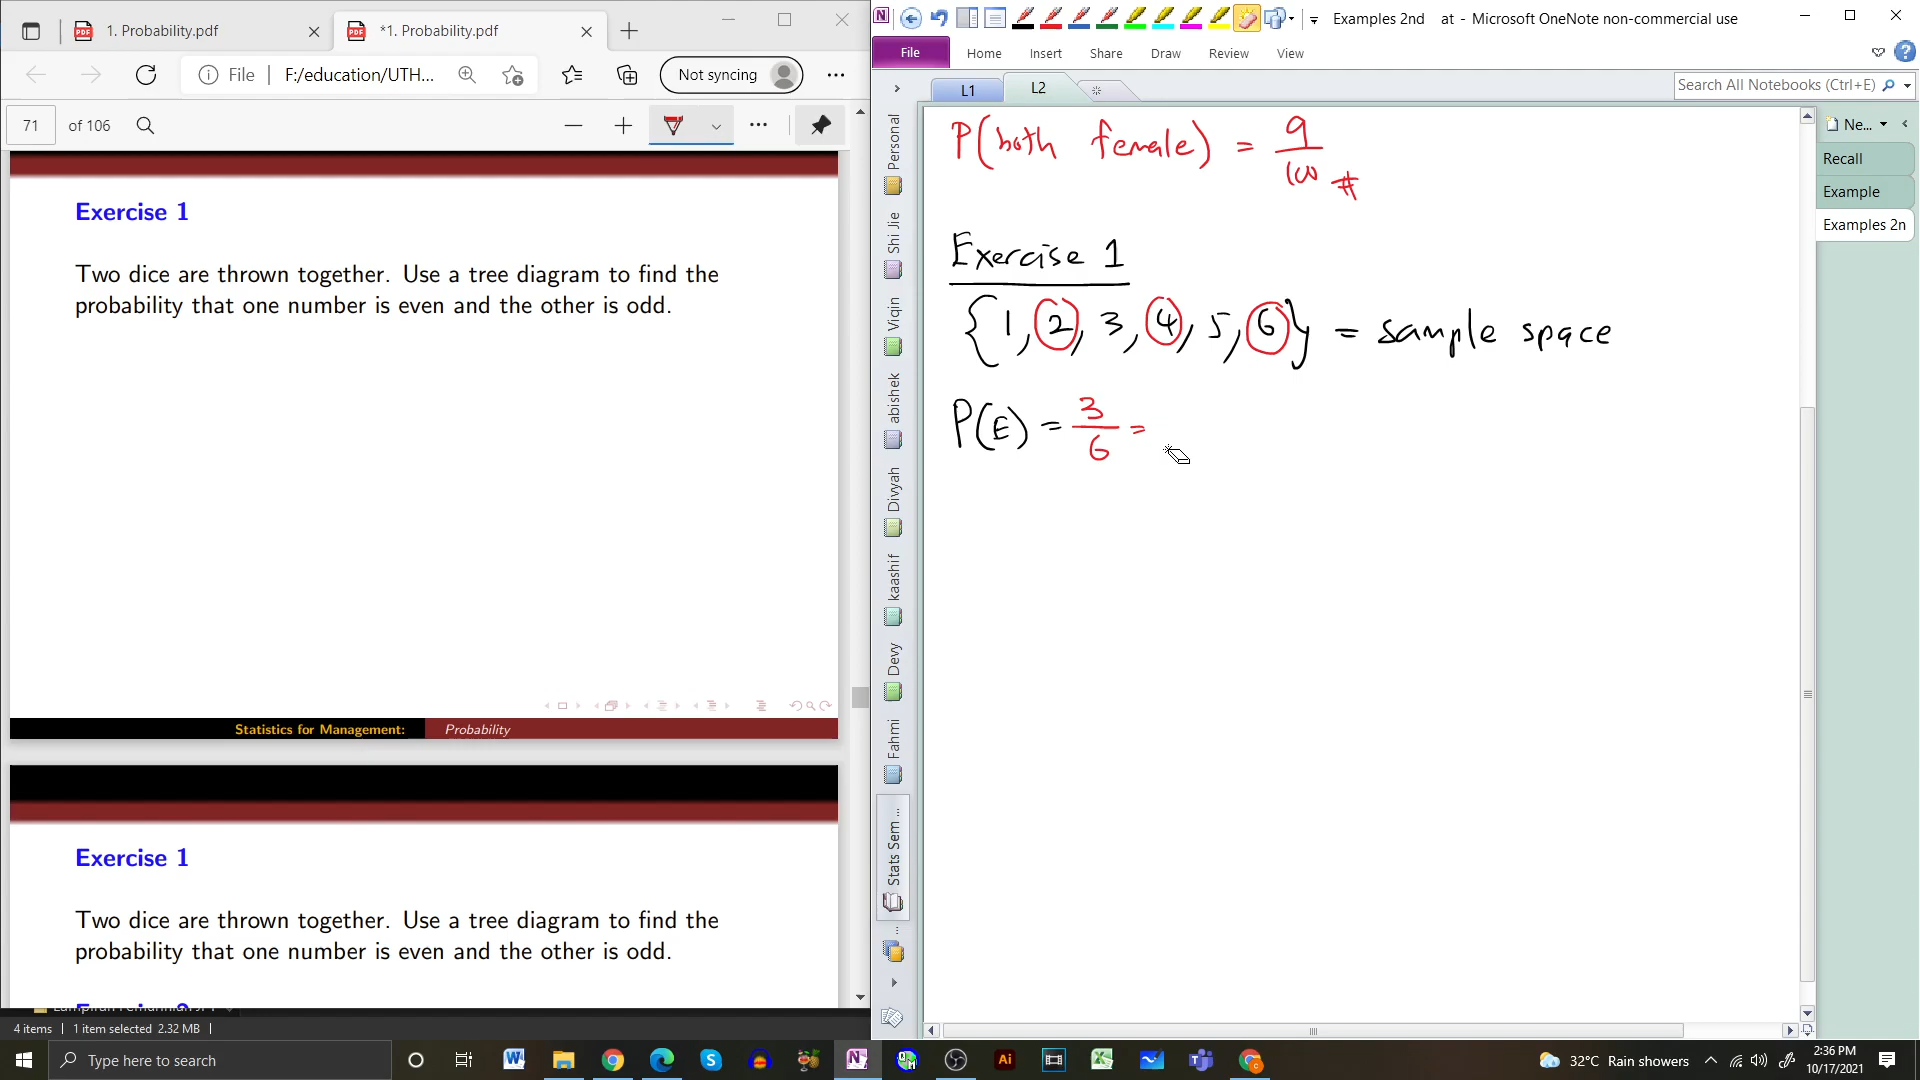 1. Probability.pdf
*1. Probability.pdf
File
F:/education/UTH...
Not syncing
71
of 106
Exercise 1
Two dice are thrown together. Use a tree diagram to find the
probability that one number is even and the other is odd.
Statistics for Management:
Probability
Exercise 1
Two dice are thrown together. Use a tree diagram to find the
probability that one number is even and the other is odd.
4 items
1 item selected 2.32 MB
Examples 2nd at - Microsoft OneNote non-commercial use
File
Home
Insert
Share
Draw
Review
View
L1
L2
Search All Notebooks (Ctrl+E)
Personal
Shi Jie
Viqin
abishek
Divyah
kaashif
Devy
Fahmi
Stats Sem ...
P(both female) = 9/100 #
Exercise 1
{1, 2, 3, 4, 5, 6} = sample space
P(E) = 3/6 =
Ne...
Recall
Example
Examples 2n
Type here to search
32°C Rain showers
2:36 PM
10/17/2021